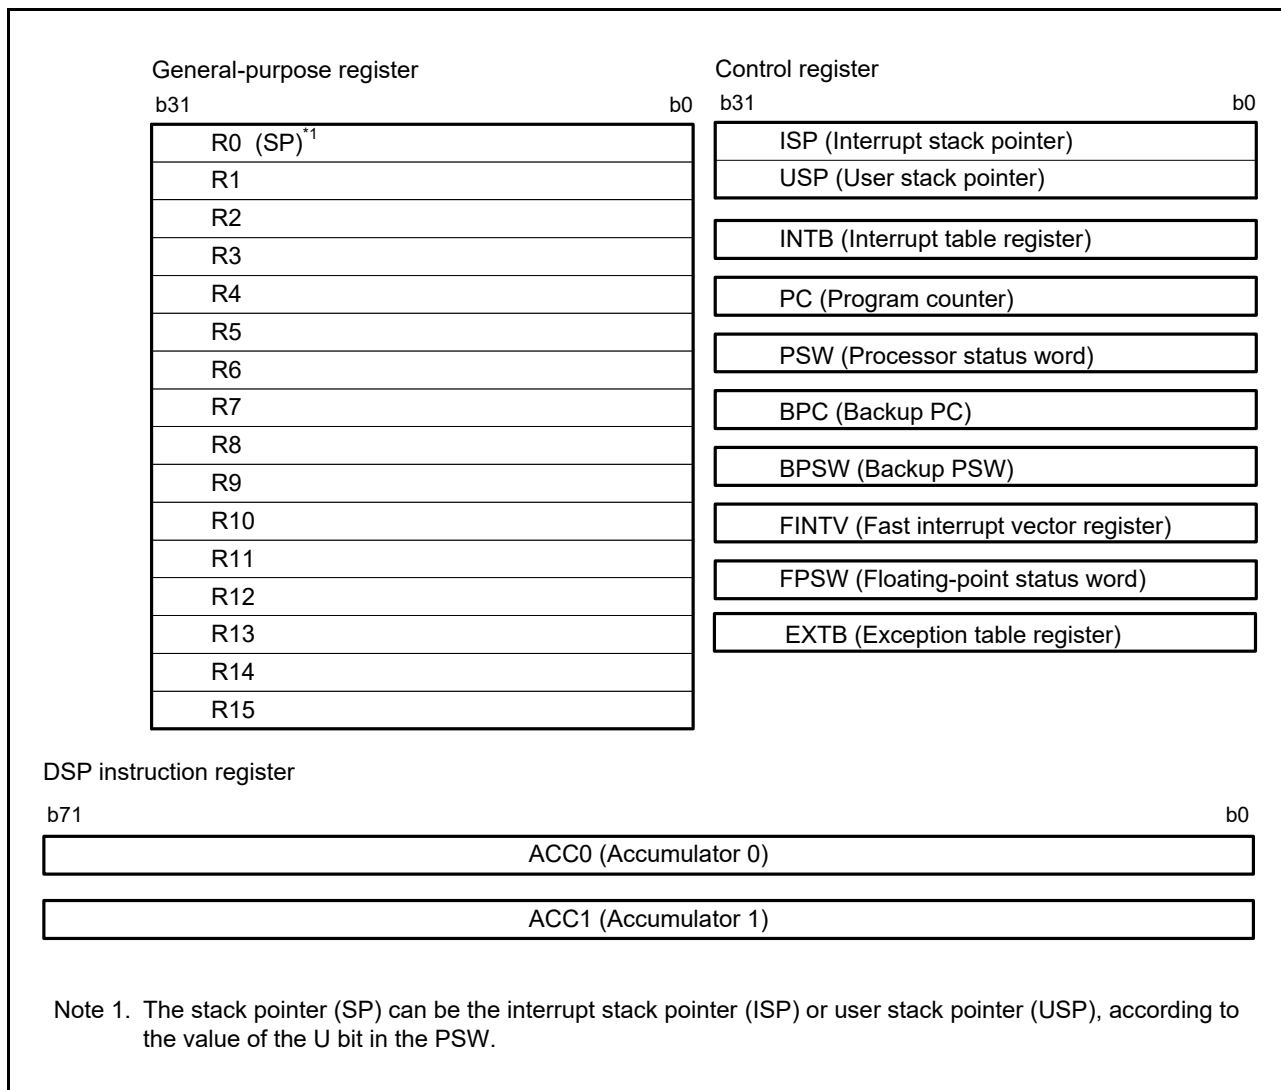 General-purpose register
b31 b0
R0 (SP)*1
R1
R2
R3
R4
R5
R6
R7
R8
R9
R10
R11
R12
R13
R14
R15
Control register
b31 b0
ISP (Interrupt stack pointer)
USP (User stack pointer)
INTB (Interrupt table register)
PC (Program counter)
PSW (Processor status word)
BPC (Backup PC)
BPSW (Backup PSW)
FINTV (Fast interrupt vector register)
FPSW (Floating-point status word)
EXTB (Exception table register)
DSP instruction register
b71 b0
ACC0 (Accumulator 0)
ACC1 (Accumulator 1)
Note 1. The stack pointer (SP) can be the interrupt stack pointer (ISP) or user stack pointer (USP), according to
the value of the U bit in the PSW.